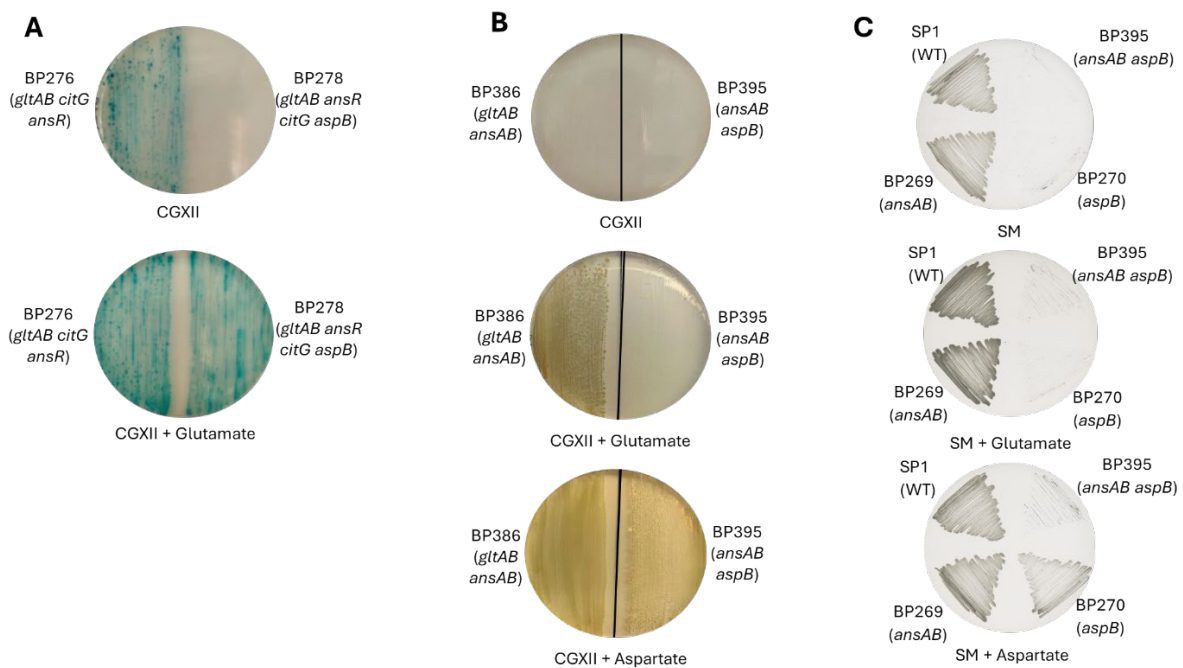 A
BP276
(gltAB citG
ansR)
BP278
(gltAB ansR
citG aspB)
CGXII
BP276
(gltAB citG
ansR)
BP278
(gltAB ansR
citG aspB)
CGXII + Glutamate
B
BP386
(gltAB
ansAB)
BP395
(ansAB
aspB)
CGXII
BP386
(gltAB
ansAB)
BP395
(ansAB
aspB)
CGXII + Glutamate
BP386
(gltAB
ansAB)
BP395
(ansAB
aspB)
CGXII + Aspartate
C
SP1
(WT)
BP395
(ansAB aspB)
BP269
(ansAB)
BP270
(aspB)
SM
SP1
(WT)
BP395
(ansAB aspB)
BP269
(ansAB)
BP270
(aspB)
SM + Glutamate
SP1
(WT)
BP395
(ansAB aspB)
BP269
(ansAB)
BP270
(aspB)
SM + Aspartate